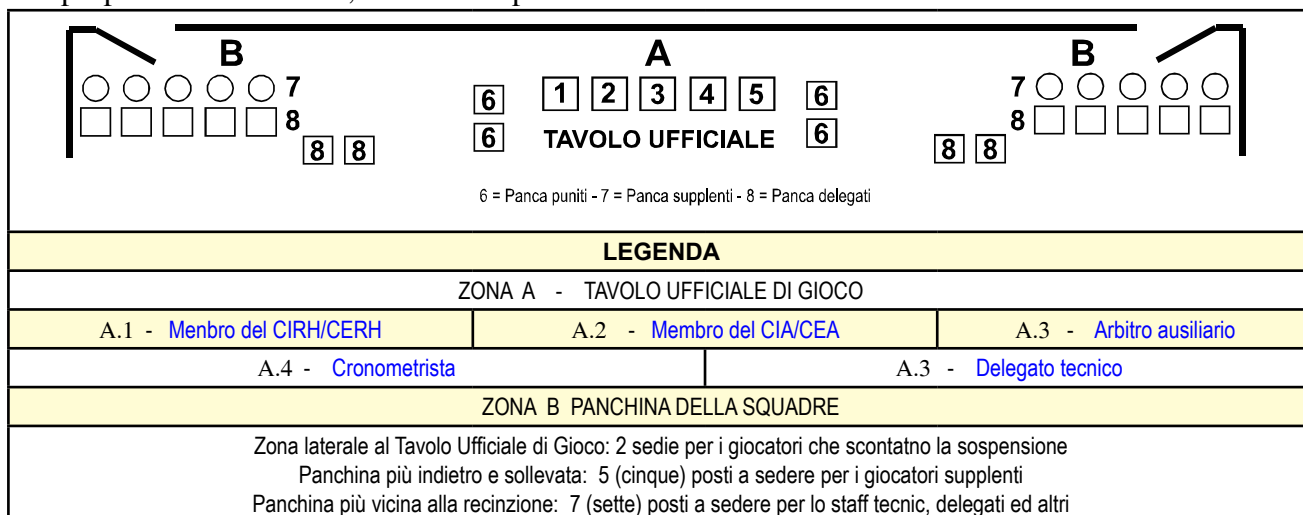 B A B
7 7
6 1 2 3 4 5 6
8 8
6 TAVOLO UFFICIALE 6
8 8 8 8
6 = Panca puniti - 7 = Panca supplenti - 8 = Panca delegati
LEGENDA
ZONA A - TAVOLO UFFICIALE DI GIOCO
A.1 - Menbro del CIRH/CERH A.2 - Membro del CIA/CEA A.3 - Arbitro ausiliario
A.4 - Cronometrista A.3 - Delegato tecnico
ZONA B PANCHINA DELLA SQUADRE
Zona laterale al Tavolo Ufficiale di Gioco: 2 sedie per i giocatori che scontatno la sospensione
Panchina più indietro e sollevata: 5 (cinque) posti a sedere per i giocatori supplenti
Panchina più vicina alla recinzione: 7 (sette) posti a sedere per lo staff tecnic, delegati ed altri